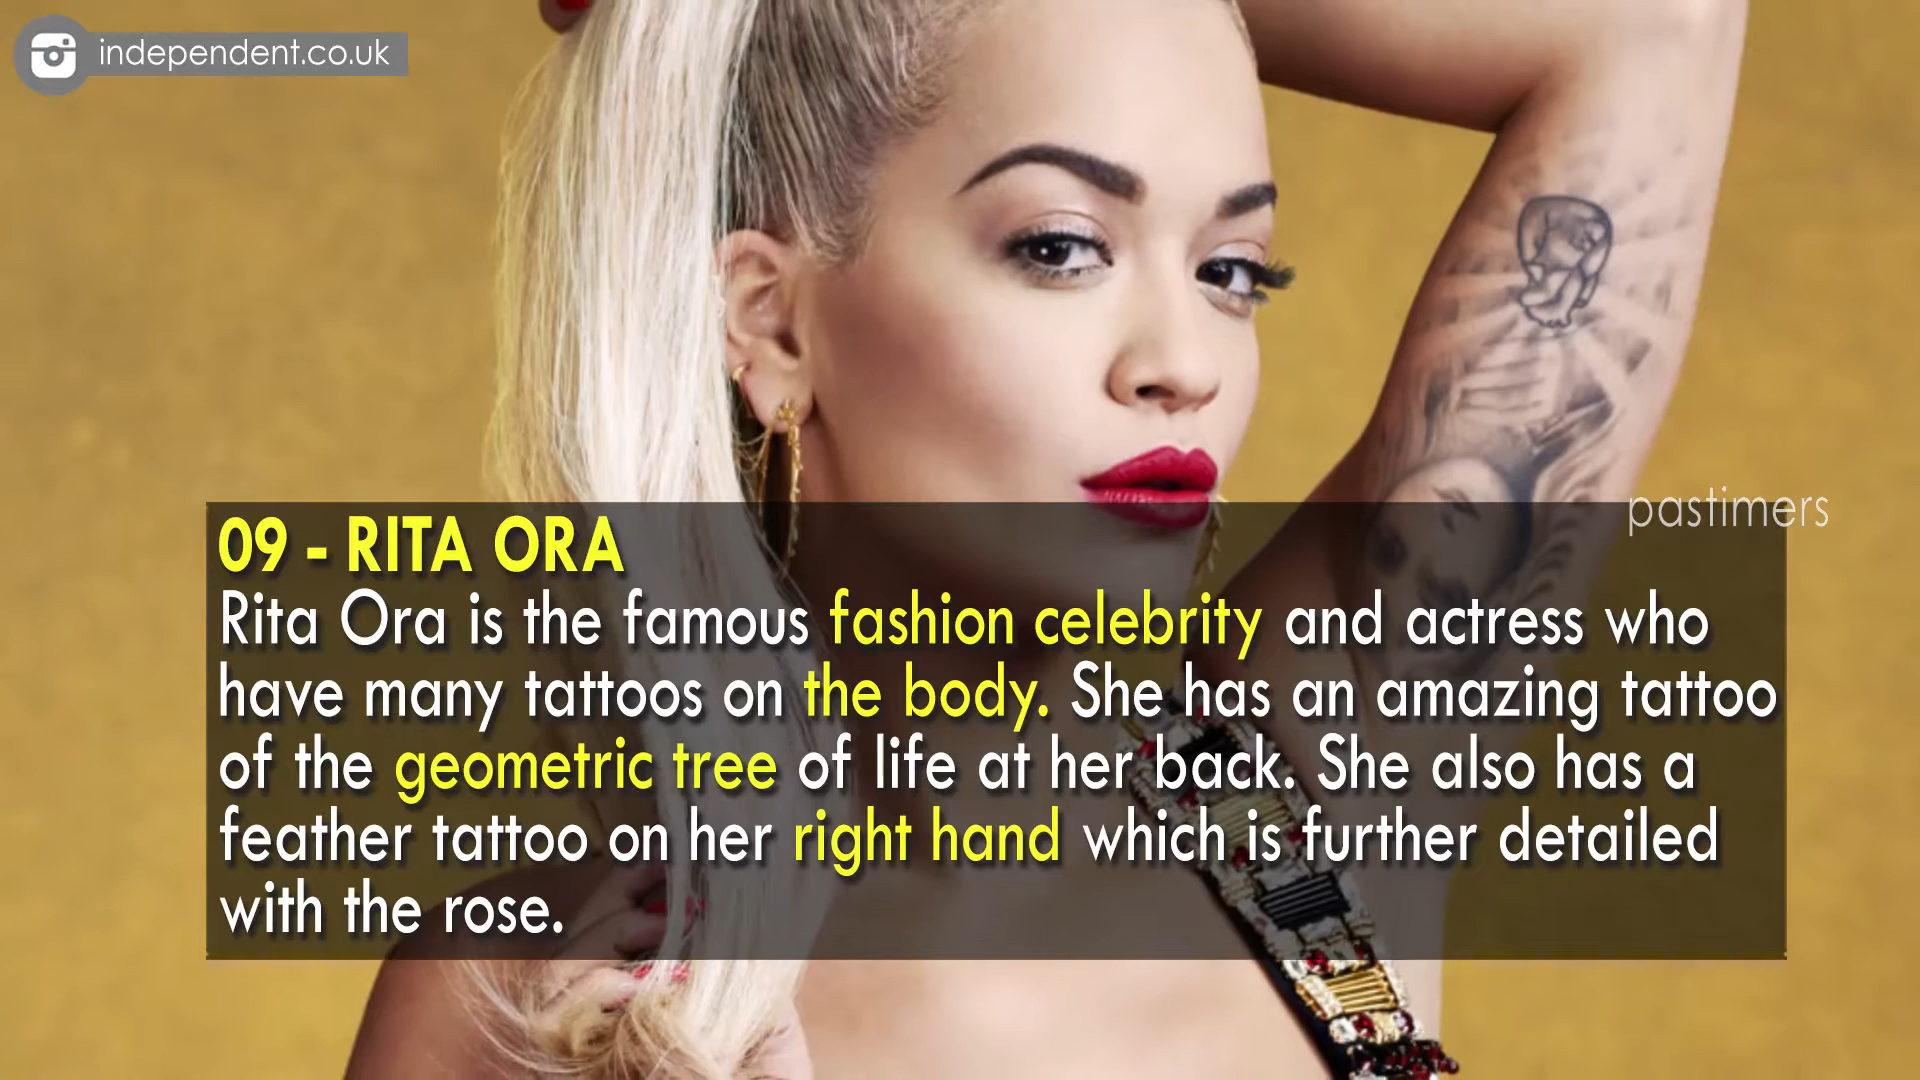 independent.co.uk
pastimers
09 - RITA ORA
Rita Ora is the famous fashion celebrity and actress who
have many tattoos on the body. She has an amazing tattoo
of the geometric tree of life at her back. She also has a
feather tattoo on her right hand which is further detailed
with the rose.